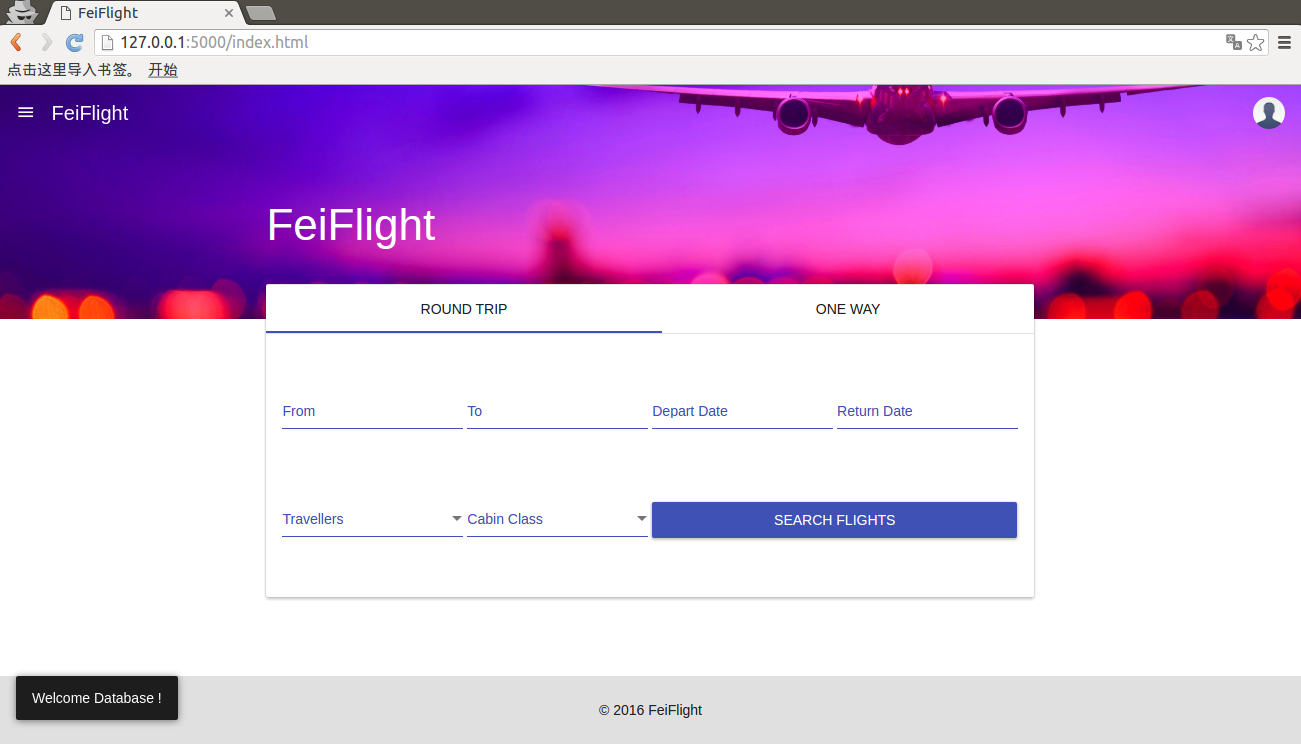 FeiFlight
127.0.0.1:5000/index.html
点击这里导入书签。 开始
FeiFlight
FeiFlight
ROUND TRIP ONE WAY
From To Depart Date Return Date
Travellers Cabin Class SEARCH FLIGHTS
Welcome Database !
© 2016 FeiFlight